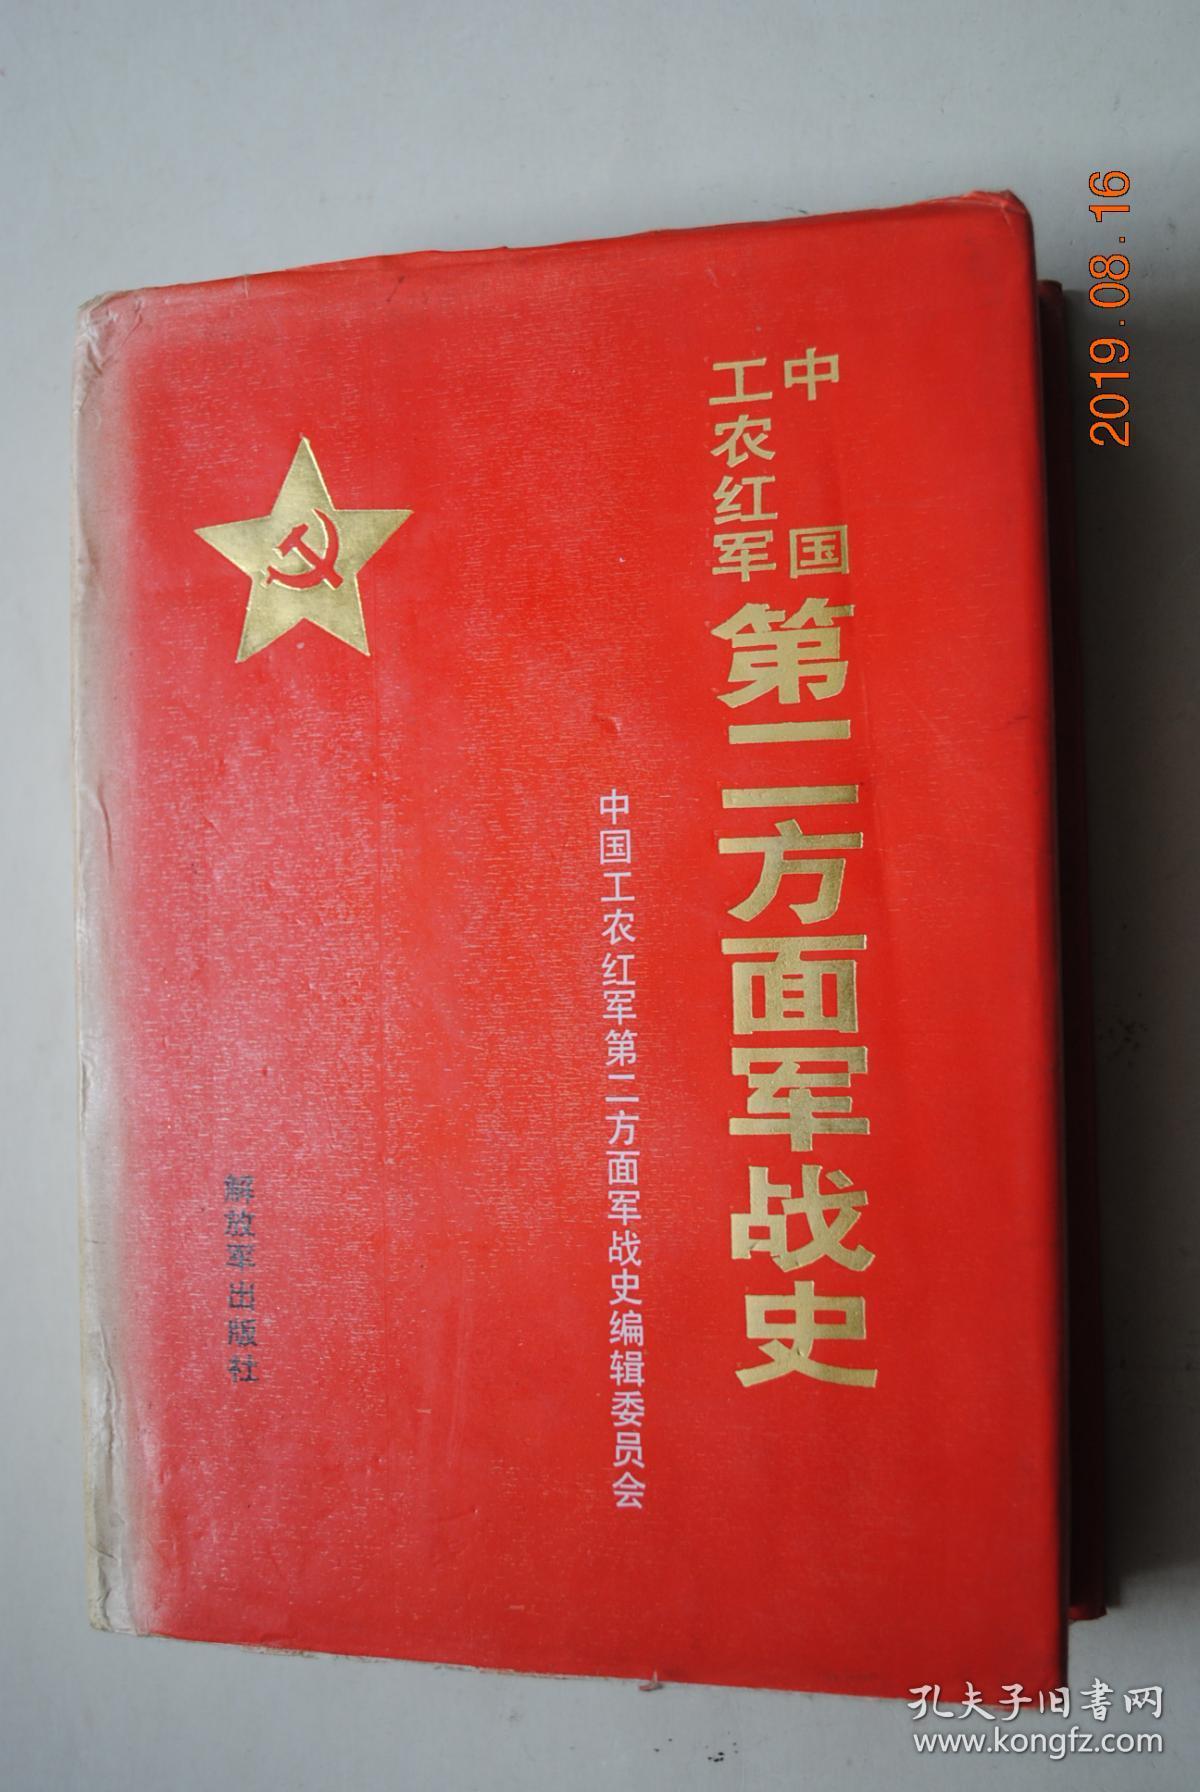 中国
工农红军
第二方面军战史
中国工农红军第二方面军战史编辑委员会
解放军出版社
2019.08.16
孔夫子旧书网
www.kongfz.com